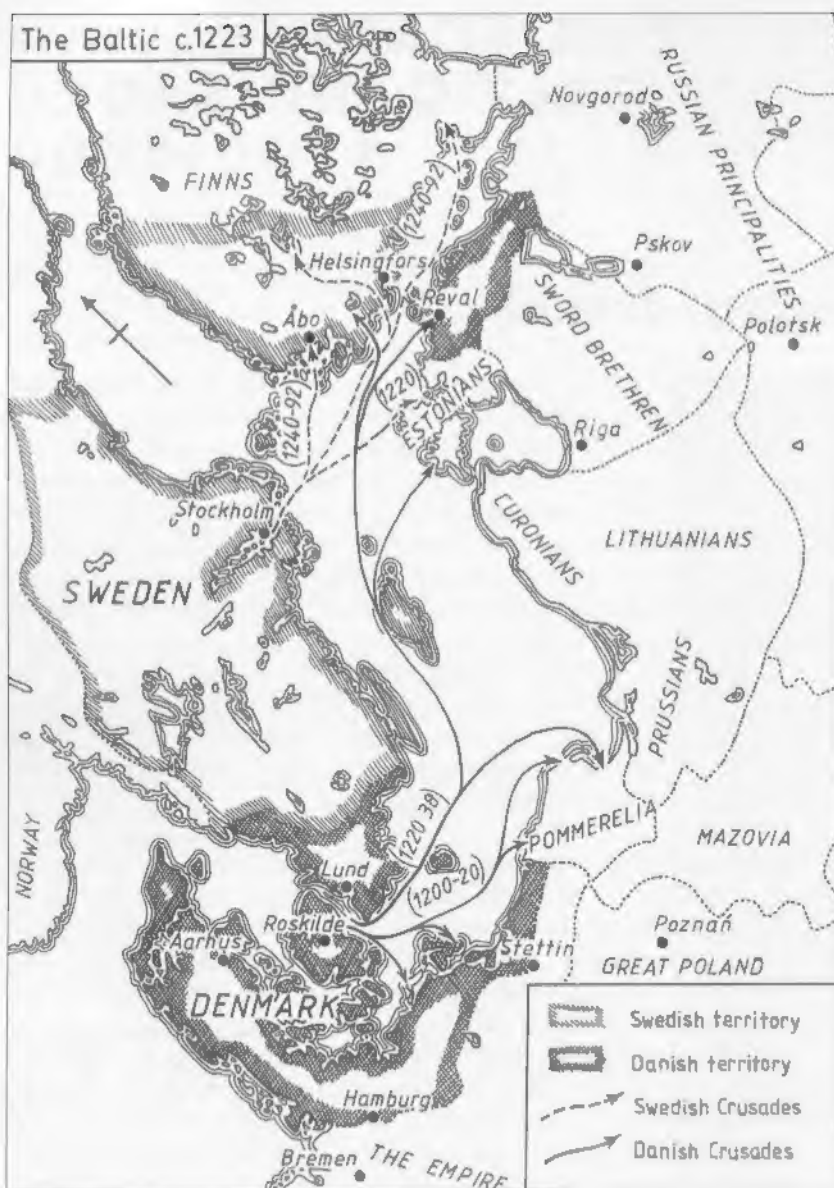 The Baltic c.1223
RUSSIAN PRINCIPALITIES
Novgorod
FINNS
(1240-92)
Helsingfors
Pskov
Reval
SWORD BRETHREN
Åbo
Polotsk
(1220)
ESTONIANS
(1240-92)
Riga
Stockholm
CURONIANS
LITHUANIANS
SWEDEN
PRUSSIANS
NORWAY
(1220 38)
POMMERELIA
MAZOVIA
Lund
(1200-20)
Roskilde
Aarhus
Stettin
Poznań
GREAT POLAND
DENMARK
Hamburg
Bremen
THE EMPIRE
Swedish territory
Danish territory
Swedish Crusades
Danish Crusades